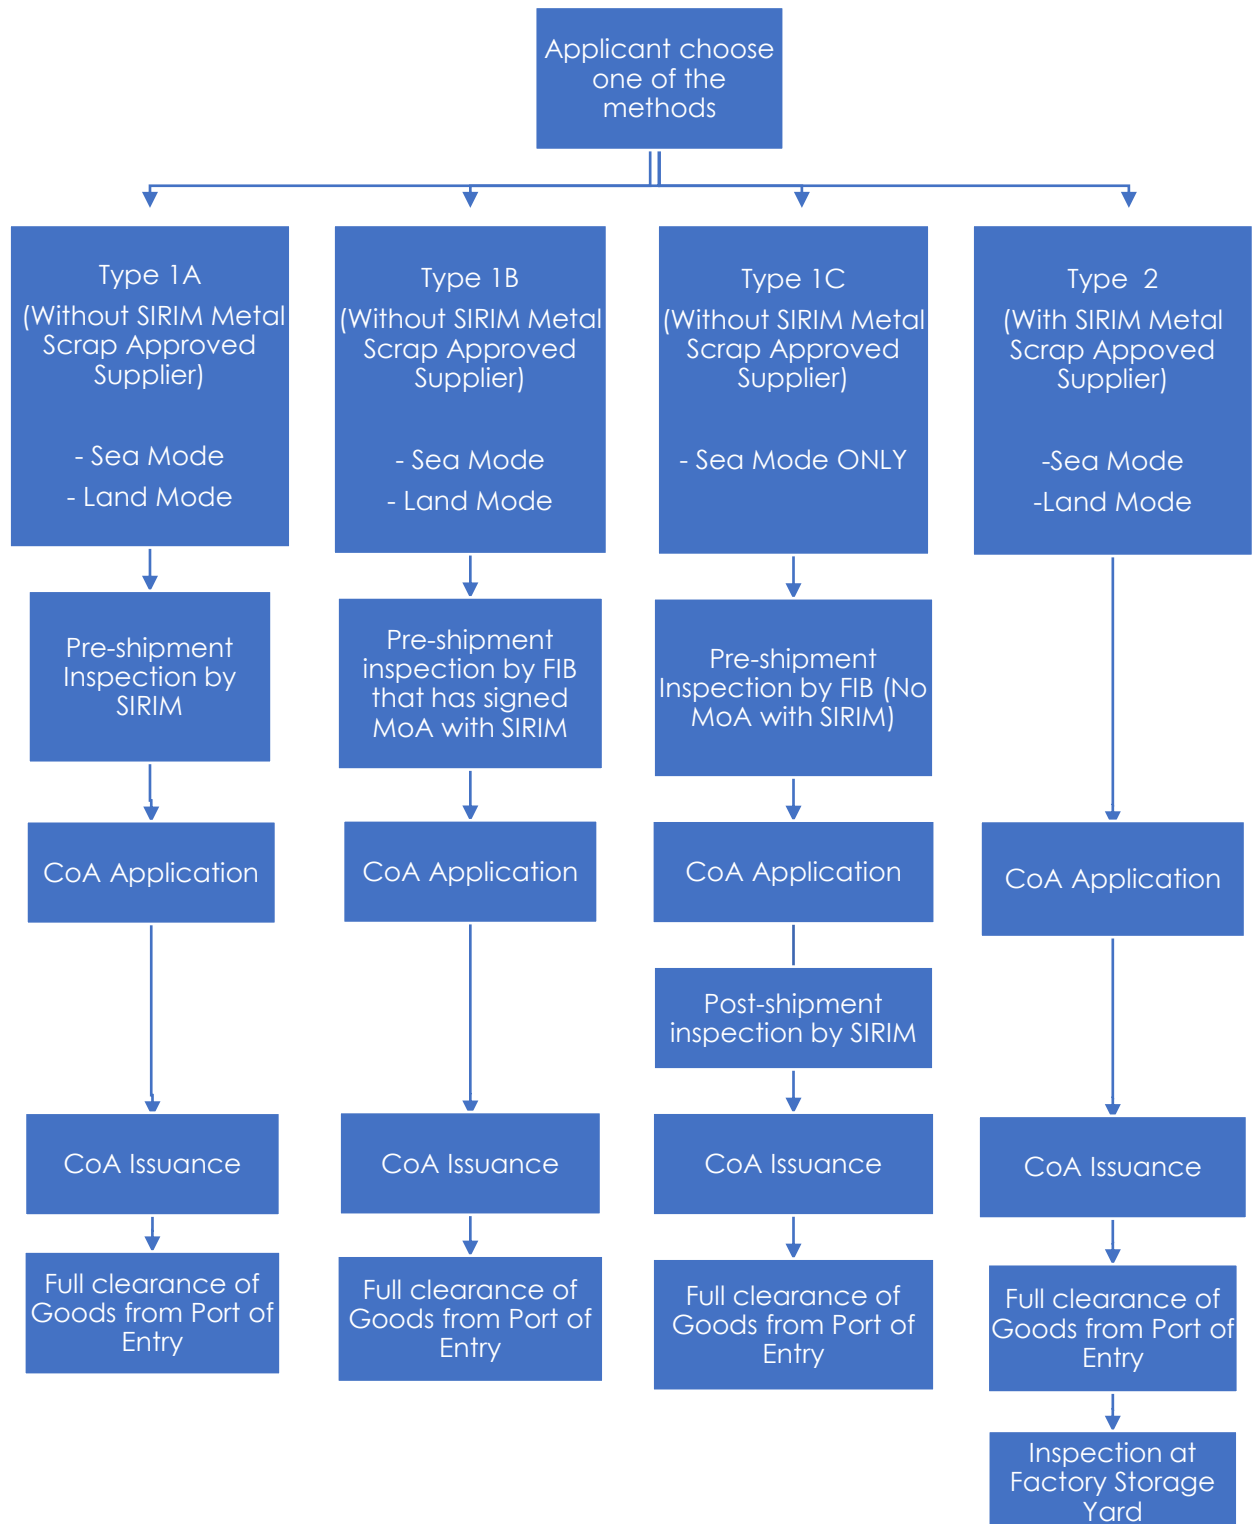 Applicant choose
one of the
methods
Type 1A
(Without SIRIM Metal
Scrap Approved
Supplier)
- Sea Mode
- Land Mode
Type 1B
(Without SIRIM Metal
Scrap Approved
Supplier)
- Sea Mode
- Land Mode
Type 1C
(Without SIRIM Metal
Scrap Approved
Supplier)
- Sea Mode ONLY
Type 2
(With SIRIM Metal
Scrap Appoved
Supplier)
-Sea Mode
-Land Mode
Pre-shipment
Inspection by
SIRIM
Pre-shipment
inspection by FIB
that has signed
MoA with SIRIM
Pre-shipment
Inspection by FIB (No
MoA with SIRIM)
CoA Application
CoA Application
CoA Application
CoA Application
Post-shipment
inspection by SIRIM
CoA Issuance
CoA Issuance
CoA Issuance
CoA Issuance
Full clearance of
Goods from Port of
Entry
Full clearance of
Goods from Port of
Entry
Full clearance of
Goods from Port of
Entry
Full clearance of
Goods from Port of
Entry
Inspection at
Factory Storage
Yard